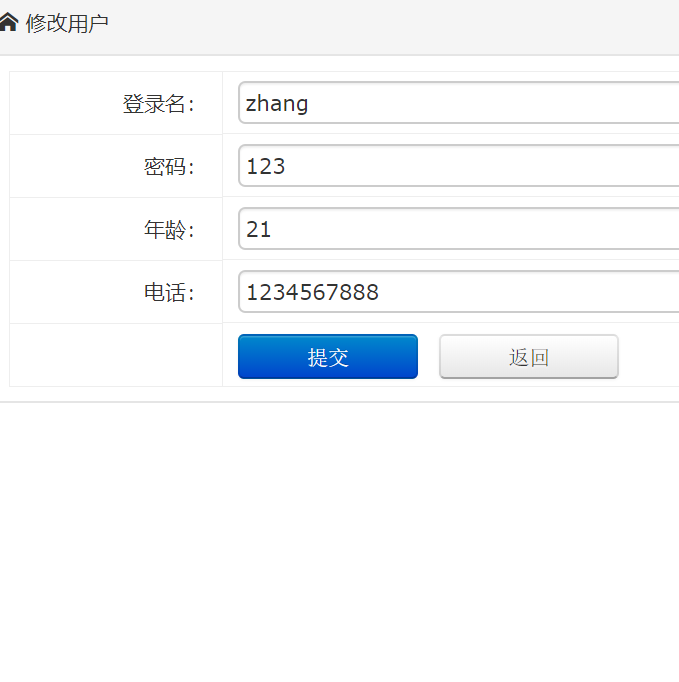 修改用户
登录名: zhang
密码: 123
年龄: 21
电话: 1234567888
提交 返回